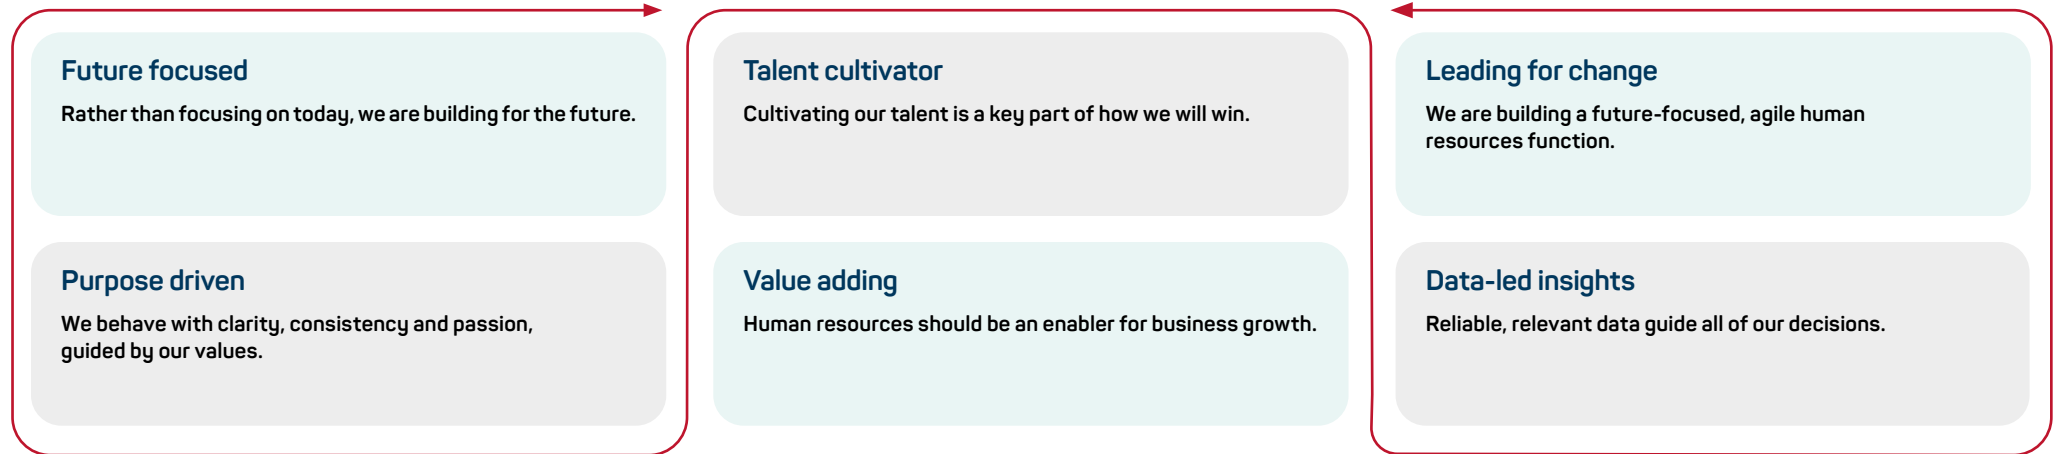 Future focused
Rather than focusing on today, we are building for the future.
Talent cultivator
Cultivating our talent is a key part of how we will win.
Leading for change
We are building a future-focused, agile human
resources function.
Purpose driven
We behave with clarity, consistency and passion,
guided by our values.
Value adding
Human resources should be an enabler for business growth.
Data-led insights
Reliable, relevant data guide all of our decisions.